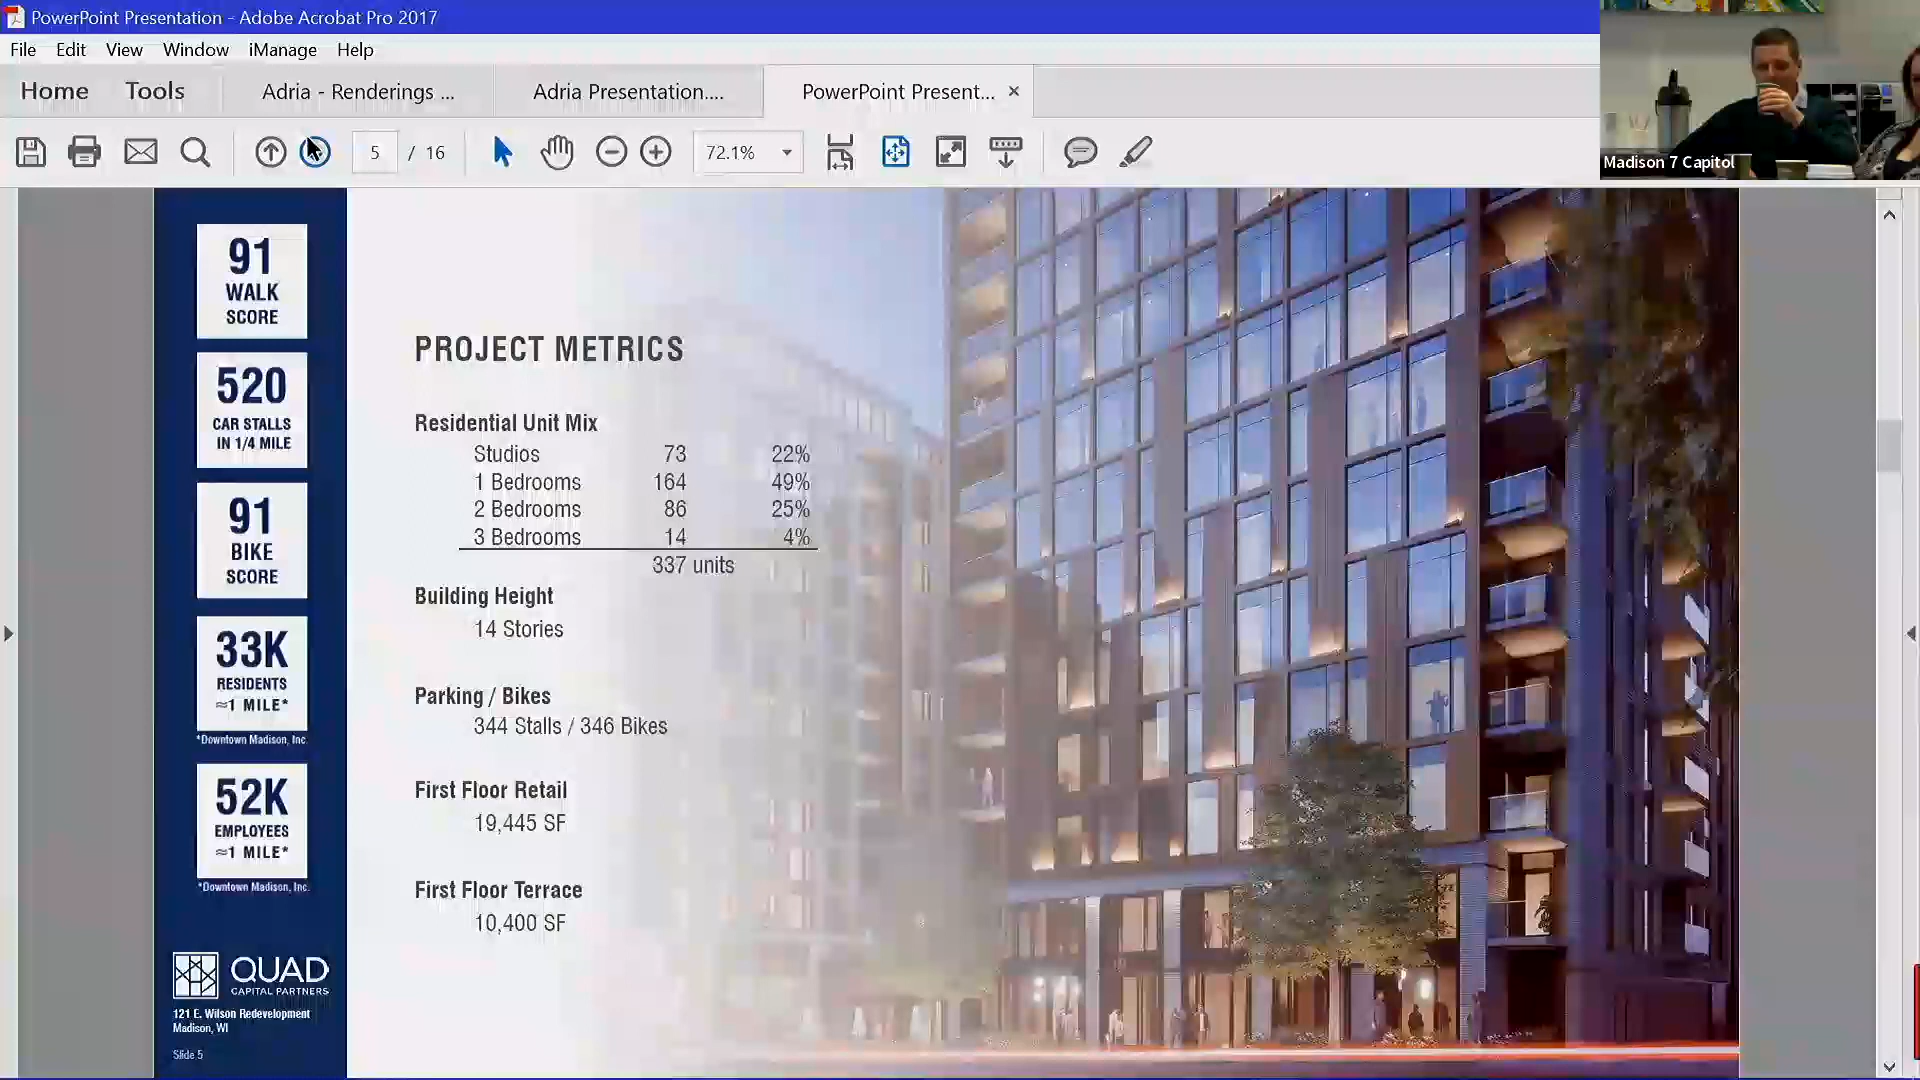 PowerPoint Presentation - Adobe Acrobat Pro 2017
File Edit View Window iManage Help
Home Tools Adria - Renderings ... Adria Presentation.... PowerPoint Present... ×
5 / 16 72.1%
Madison 7 Capitol
91
WALK
SCORE
520
CAR STALLS
IN 1/4 MILE
91
BIKE
SCORE
33K
RESIDENTS
≈1 MILE*
*Downtown Madison, Inc.
52K
EMPLOYEES
≈1 MILE*
*Downtown Madison, Inc.
QUAD
CAPITAL PARTNERS
121 E. Wilson Redevelopment
Madison, WI
Slide 5
PROJECT METRICS
Residential Unit Mix
Studios 73 22%
1 Bedrooms 164 49%
2 Bedrooms 86 25%
3 Bedrooms 14 4%
337 units
Building Height
14 Stories
Parking / Bikes
344 Stalls / 346 Bikes
First Floor Retail
19,445 SF
First Floor Terrace
10,400 SF